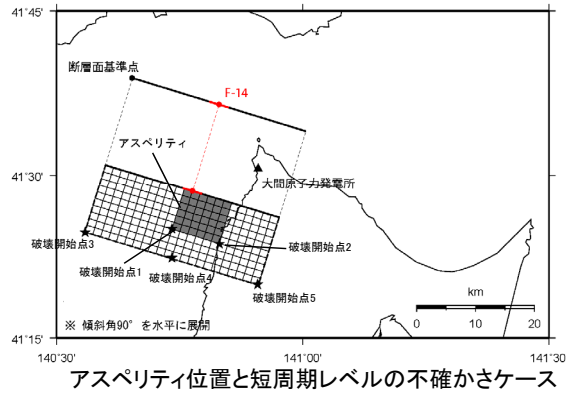 41°45'
断層面基準点
F-14
アスペリティ
41°30'
大間原子力発電所
破壊開始点3
破壊開始点2
破壊開始点1
破壊開始点4
破壊開始点5
km
0 10 20
※ 傾斜角90°を水平に展開
41°15'
140°30' 141°00' 141°30'
アスペリティ位置と短周期レベルの不確かさケース